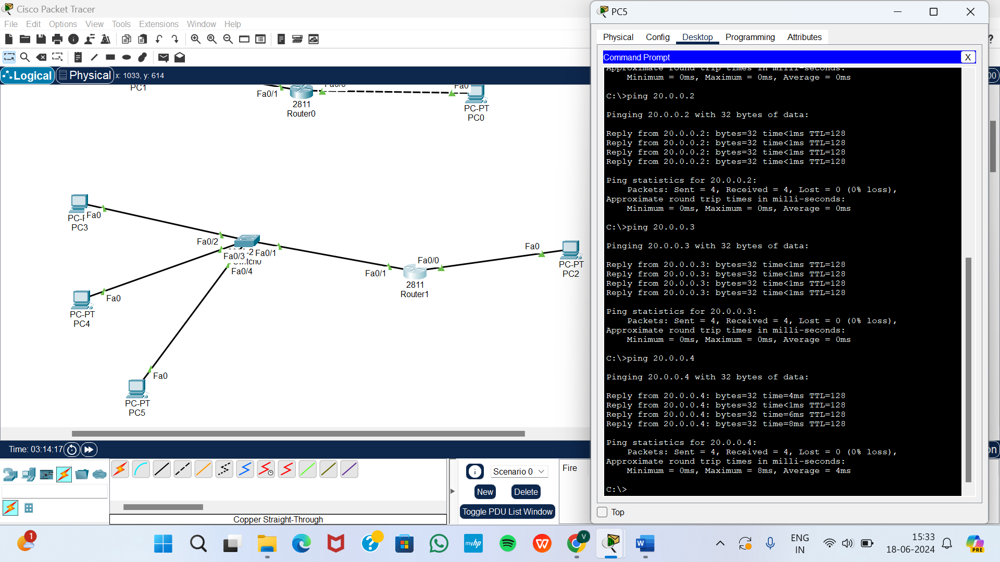 Cisco Packet Tracer
File Edit Options View Tools Extensions Window Help
Logical
Physical
x: 1033, y: 614
PC1
Fa0/1
2811
Router0
Fa0
PC-PT
PC0
Fa0
PC3
Fa0/2
Fa0/3
Fa0/1
Fa0/4
Fa0
PC-PT
PC4
Fa0
PC-PT
PC5
Fa0/1
Fa0/0
2811
Router1
Fa0
PC-PT
PC2
Time: 03:14:17
Scenario 0
New
Delete
Toggle PDU List Window
Fire
Copper Straight-Through
PC5
Physical Config Desktop Programming Attributes
Command Prompt
X
Approximate round trip times in milli-seconds:
Minimum = 0ms, Maximum = 0ms, Average = 0ms
C:\>ping 20.0.0.2
Pinging 20.0.0.2 with 32 bytes of data:
Reply from 20.0.0.2: bytes=32 time<1ms TTL=128
Reply from 20.0.0.2: bytes=32 time<1ms TTL=128
Reply from 20.0.0.2: bytes=32 time<1ms TTL=128
Reply from 20.0.0.2: bytes=32 time<1ms TTL=128
Ping statistics for 20.0.0.2:
Packets: Sent = 4, Received = 4, Lost = 0 (0% loss),
Approximate round trip times in milli-seconds:
Minimum = 0ms, Maximum = 0ms, Average = 0ms
C:\>ping 20.0.0.3
Pinging 20.0.0.3 with 32 bytes of data:
Reply from 20.0.0.3: bytes=32 time<1ms TTL=128
Reply from 20.0.0.3: bytes=32 time<1ms TTL=128
Reply from 20.0.0.3: bytes=32 time<1ms TTL=128
Reply from 20.0.0.3: bytes=32 time<1ms TTL=128
Ping statistics for 20.0.0.3:
Packets: Sent = 4, Received = 4, Lost = 0 (0% loss),
Approximate round trip times in milli-seconds:
Minimum = 0ms, Maximum = 0ms, Average = 0ms
C:\>ping 20.0.0.4
Pinging 20.0.0.4 with 32 bytes of data:
Reply from 20.0.0.4: bytes=32 time=4ms TTL=128
Reply from 20.0.0.4: bytes=32 time<1ms TTL=128
Reply from 20.0.0.4: bytes=32 time=6ms TTL=128
Reply from 20.0.0.4: bytes=32 time=8ms TTL=128
Ping statistics for 20.0.0.4:
Packets: Sent = 4, Received = 4, Lost = 0 (0% loss),
Approximate round trip times in milli-seconds:
Minimum = 0ms, Maximum = 8ms, Average = 4ms
C:\>
Top
1
myhp
V
W
ENG
IN
15:33
18-06-2024
PRE